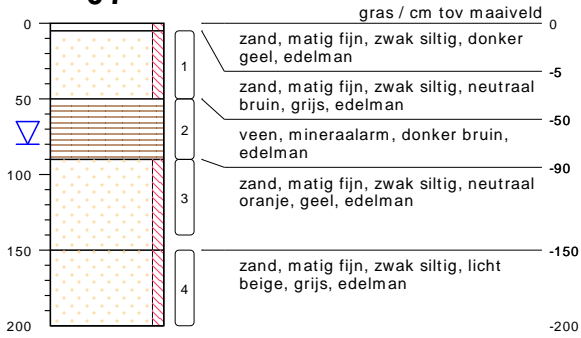 gras / cm tov maaiveld
0
0
zand, matig fijn, zwak siltig, donker
geel, edelman
-5
1
zand, matig fijn, zwak siltig, neutraal
bruin, grijs, edelman
50
-50
2
veen, mineraalarm, donker bruin,
edelman
-90
100
zand, matig fijn, zwak siltig, neutraal
oranje, geel, edelman
3
150
-150
zand, matig fijn, zwak siltig, licht
beige, grijs, edelman
4
200
-200